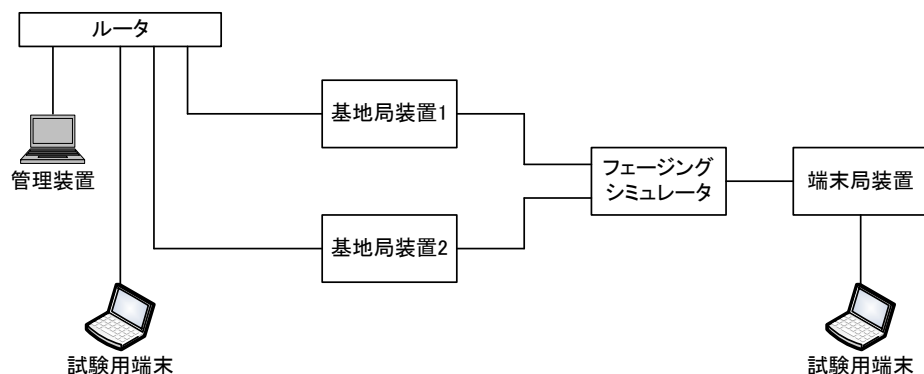 ルータ
基地局装置1
管理装置
フェージング
シミュレータ
端末局装置
基地局装置2
試験用端末
試験用端末